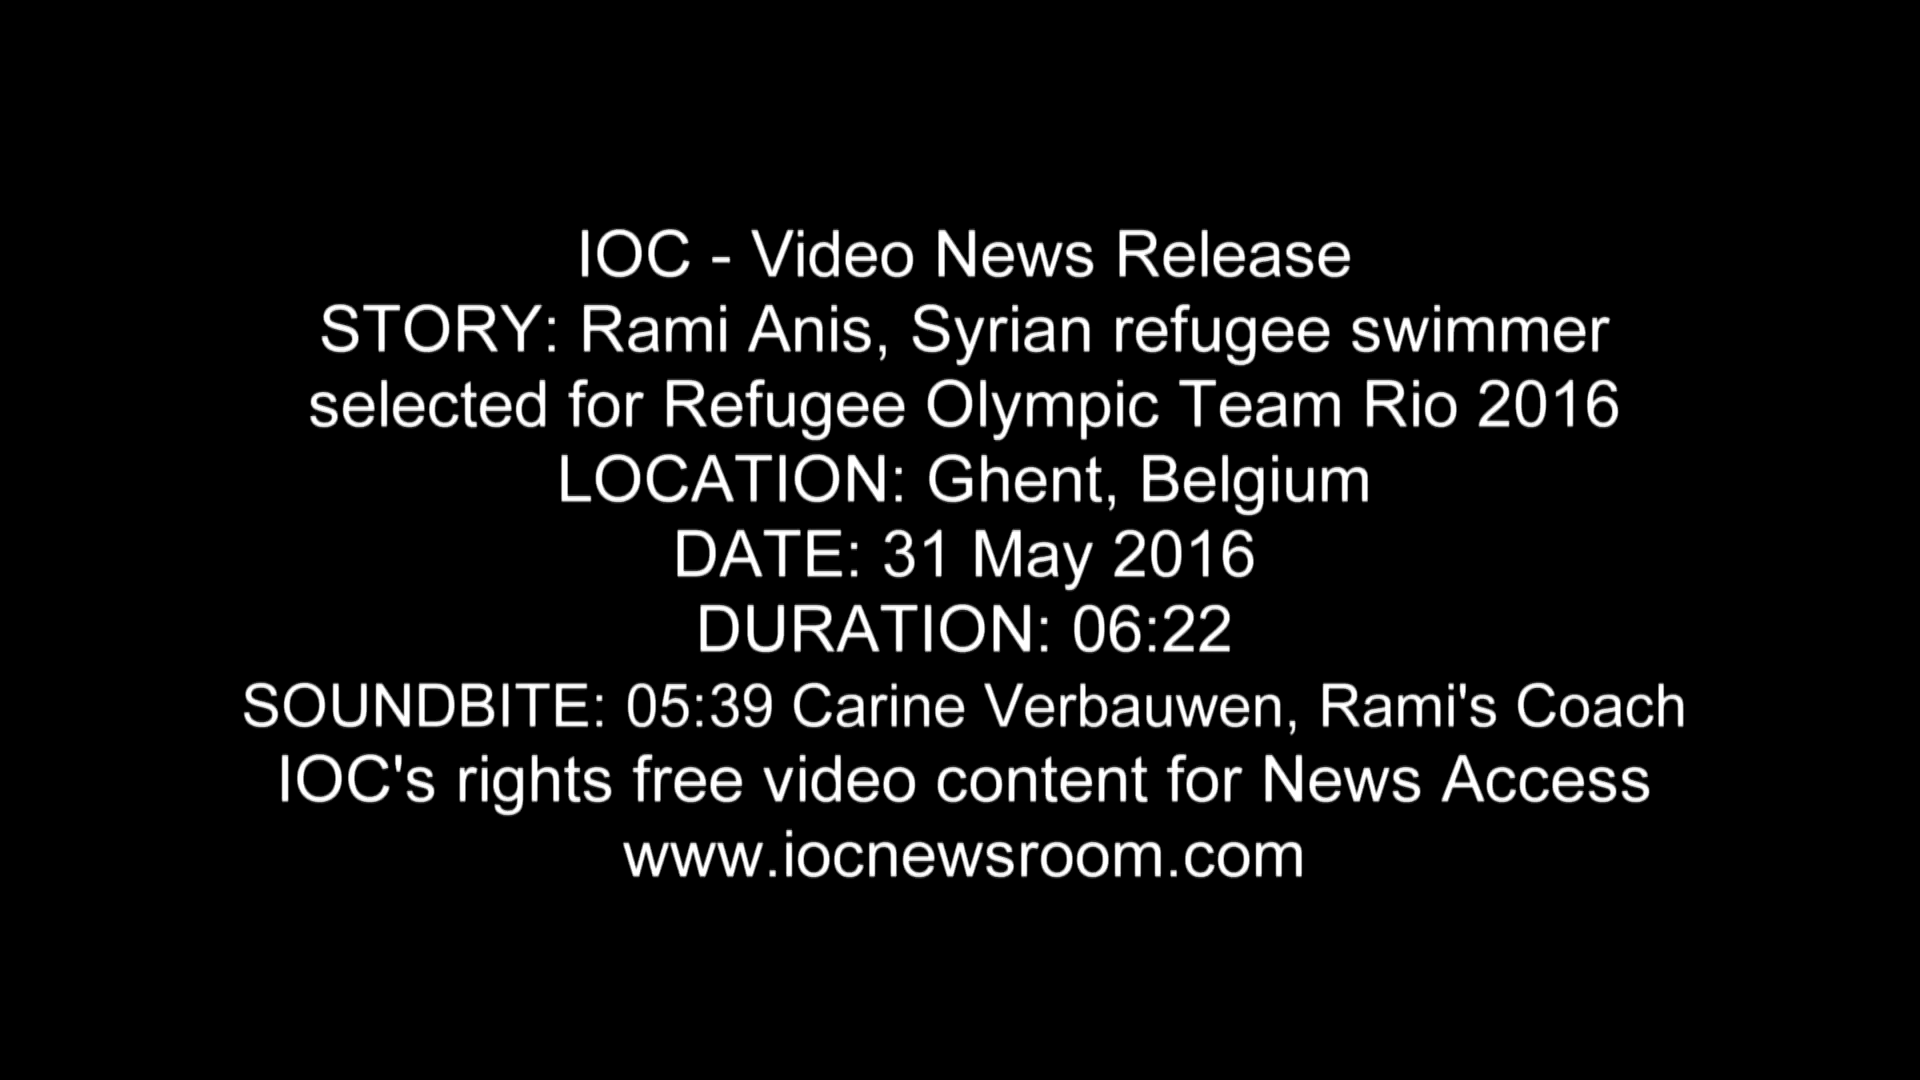 IOC - Video News Release
STORY: Rami Anis, Syrian refugee swimmer
selected for Refugee Olympic Team Rio 2016
LOCATION: Ghent, Belgium
DATE: 31 May 2016
DURATION: 06:22
SOUNDBITE: 05:39 Carine Verbauwen, Rami's Coach
IOC's rights free video content for News Access
www.iocnewsroom.com